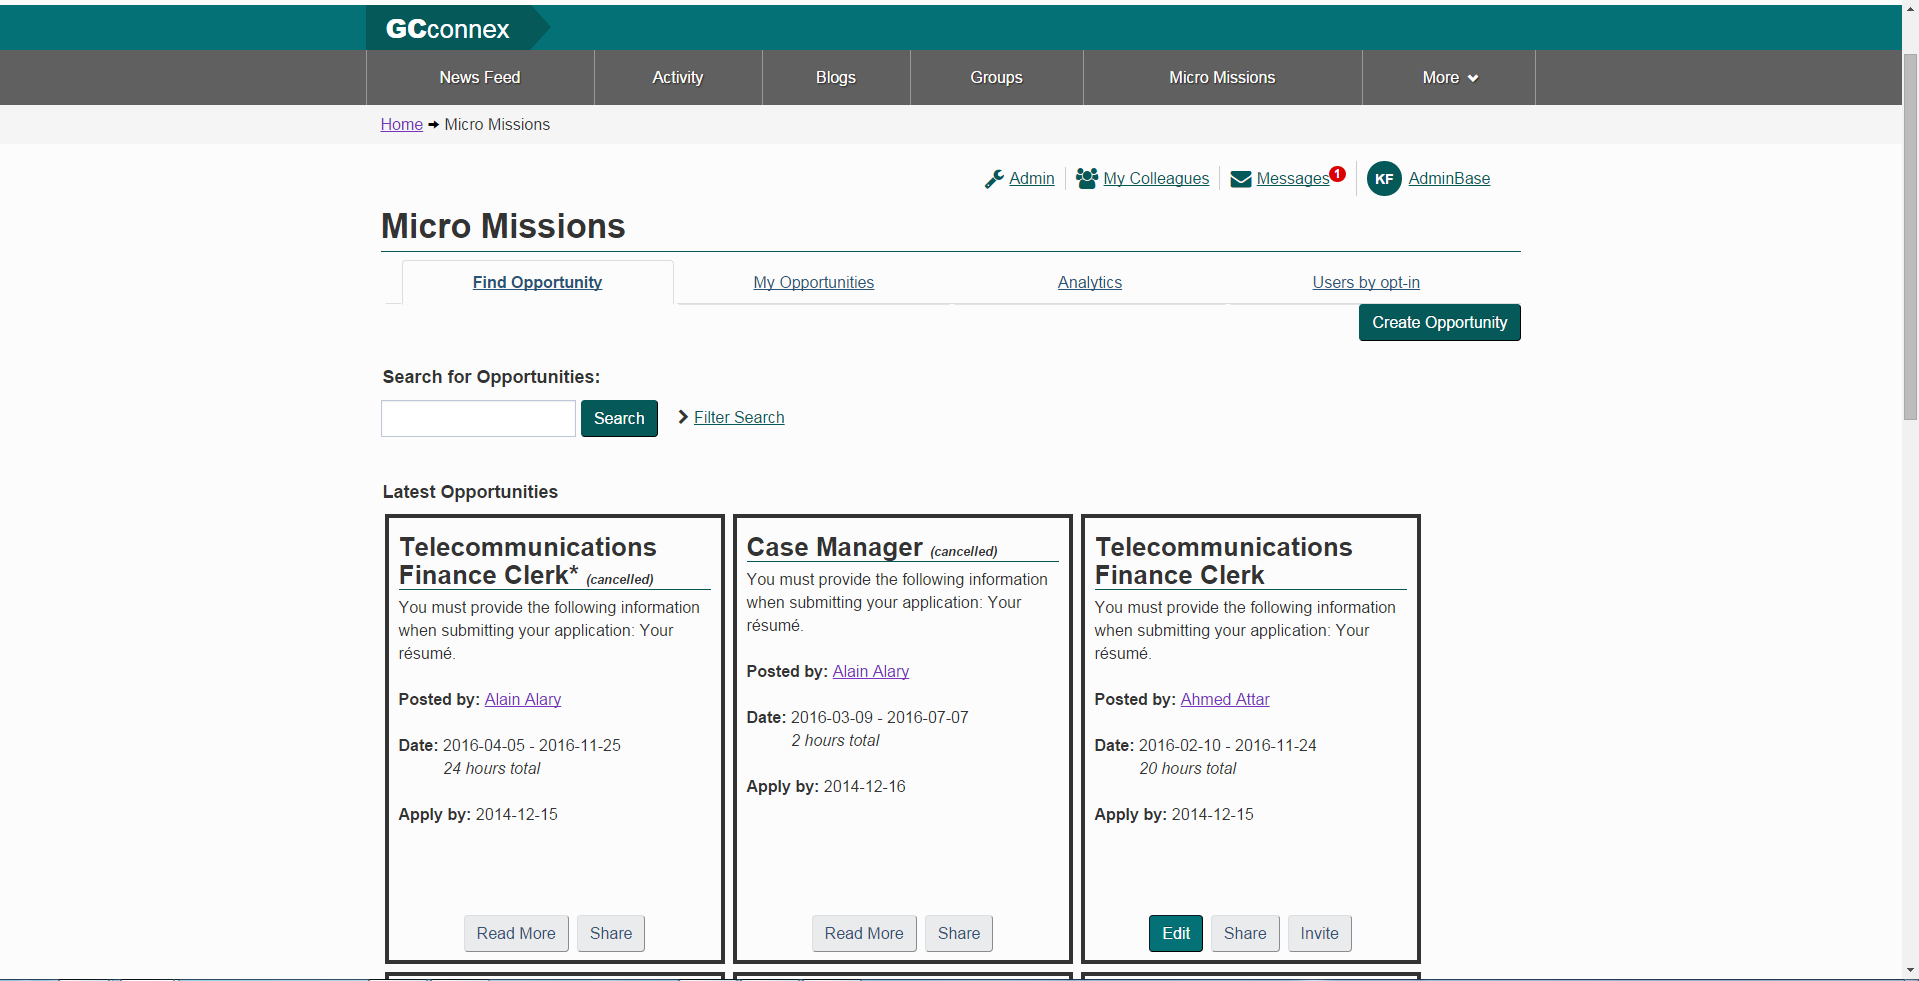 GCconnex
News Feed Activity Blogs Groups Micro Missions More
Home Micro Missions
Admin My Colleagues Messages 1 KF AdminBase
Micro Missions
Find Opportunity My Opportunities Analytics Users by opt-in
Create Opportunity
Search for Opportunities:
Search Filter Search
Latest Opportunities
Telecommunications
Finance Clerk* (cancelled)
You must provide the following information
when submitting your application: Your
résumé.
Posted by: Alain Alary
Date: 2016-04-05 - 2016-11-25
24 hours total
Apply by: 2014-12-15
Read More Share
Case Manager (cancelled)
You must provide the following information
when submitting your application: Your
résumé.
Posted by: Alain Alary
Date: 2016-03-09 - 2016-07-07
2 hours total
Apply by: 2014-12-16
Read More Share
Telecommunications
Finance Clerk
You must provide the following information
when submitting your application: Your
résumé.
Posted by: Ahmed Attar
Date: 2016-02-10 - 2016-11-24
20 hours total
Apply by: 2014-12-15
Edit Share Invite